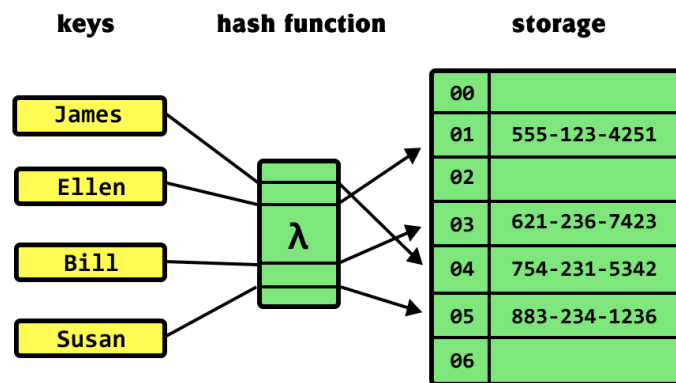 keys hash function storage
James
Ellen
Bill
Susan
λ
00
01 555-123-4251
02
03 621-236-7423
04 754-231-5342
05 883-234-1236
06